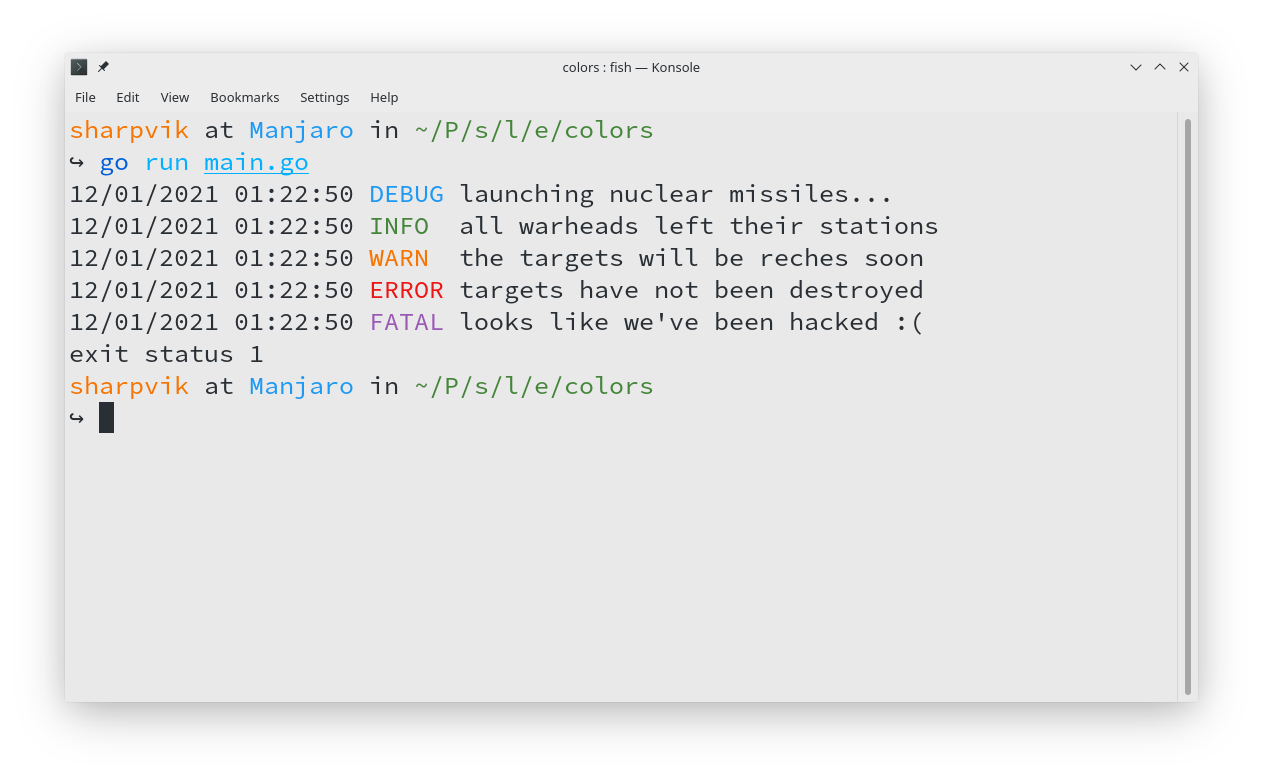 colors : fish — Konsole
File Edit View Bookmarks Settings Help
sharpvik at Manjaro in ~/P/s/l/e/colors
↪ go run main.go
12/01/2021 01:22:50 DEBUG launching nuclear missiles...
12/01/2021 01:22:50 INFO  all warheads left their stations
12/01/2021 01:22:50 WARN  the targets will be reches soon
12/01/2021 01:22:50 ERROR targets have not been destroyed
12/01/2021 01:22:50 FATAL looks like we've been hacked :(
exit status 1
sharpvik at Manjaro in ~/P/s/l/e/colors
↪